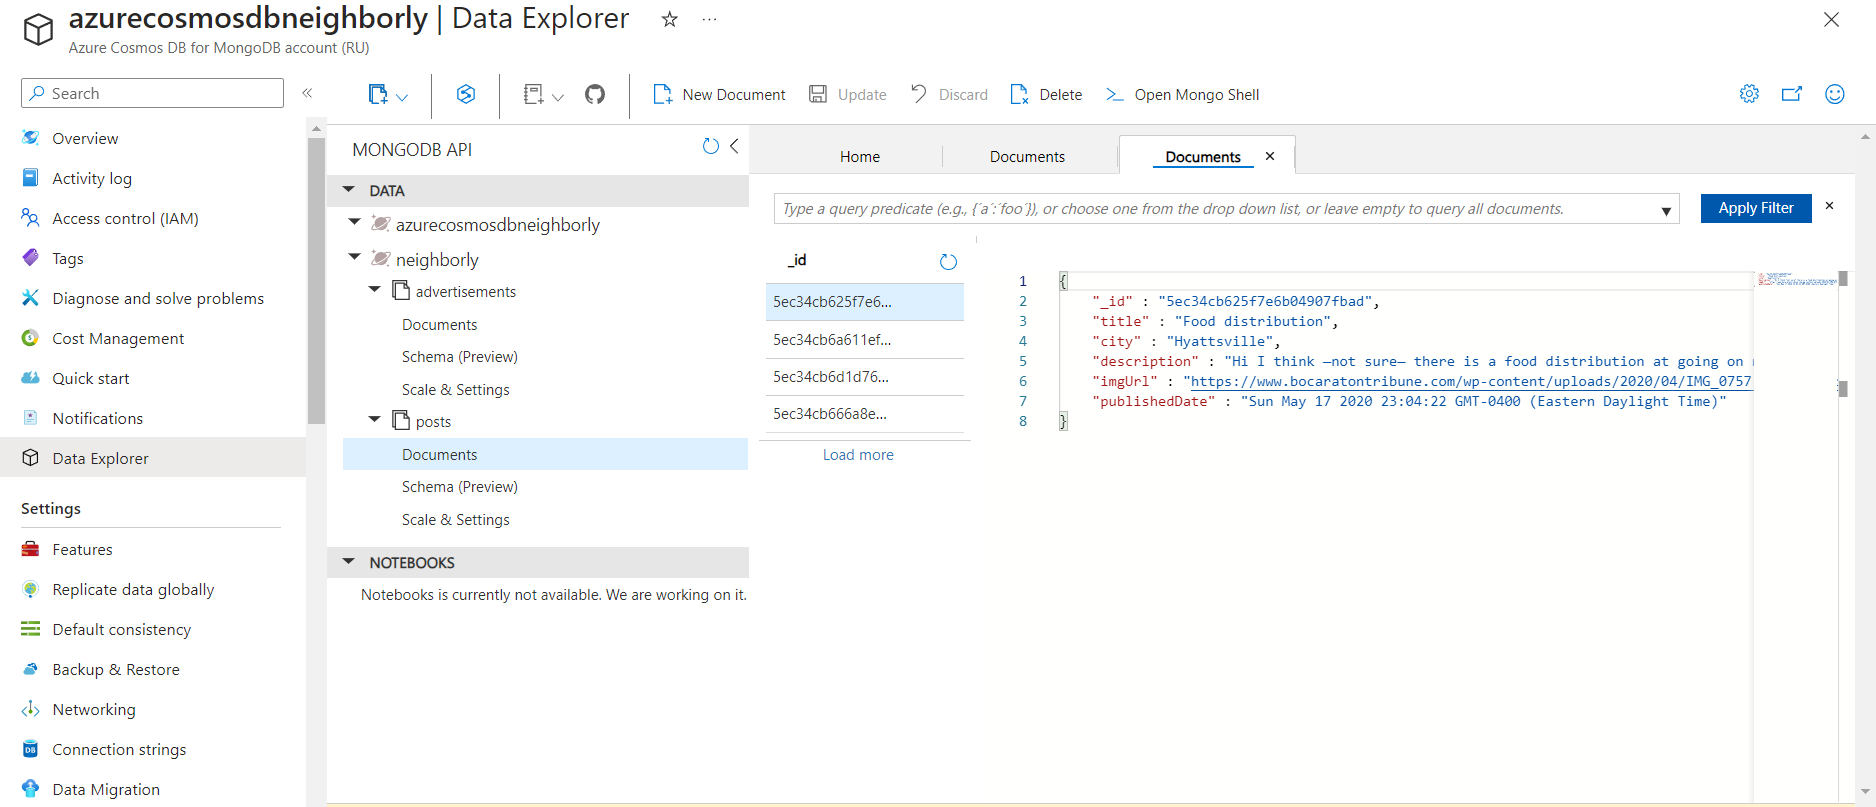 azurecosmosdbneighborly | Data Explorer
Azure Cosmos DB for MongoDB account (RU)
Search
New Document
Update
Discard
Delete
Open Mongo Shell
Overview
Activity log
Access control (IAM)
Tags
Diagnose and solve problems
Cost Management
Quick start
Notifications
Data Explorer
Settings
Features
Replicate data globally
Default consistency
Backup & Restore
Networking
Connection strings
Data Migration
MONGODB API
DATA
azurecosmosdbneighborly
neighborly
advertisements
Documents
Schema (Preview)
Scale & Settings
posts
Documents
Schema (Preview)
Scale & Settings
NOTEBOOKS
Notebooks is currently not available. We are working on it.
Home
Documents
Documents
Type a query predicate (e.g., {´a´:´foo´}), or choose one from the drop down list, or leave empty to query all documents.
Apply Filter
_id
5ec34cb625f7e6...
5ec34cb6a611ef...
5ec34cb6d1d76...
5ec34cb666a8e...
Load more
1 {
2 "_id" : "5ec34cb625f7e6b04907fbad",
3 "title" : "Food distribution",
4 "city" : "Hyattsville",
5 "description" : "Hi I think —not sure— there is a food distribution at going on
6 "imgUrl" : "https://www.bocaratontribune.com/wp-content/uploads/2020/04/IMG_0757
7 "publishedDate" : "Sun May 17 2020 23:04:22 GMT-0400 (Eastern Daylight Time)"
8 }